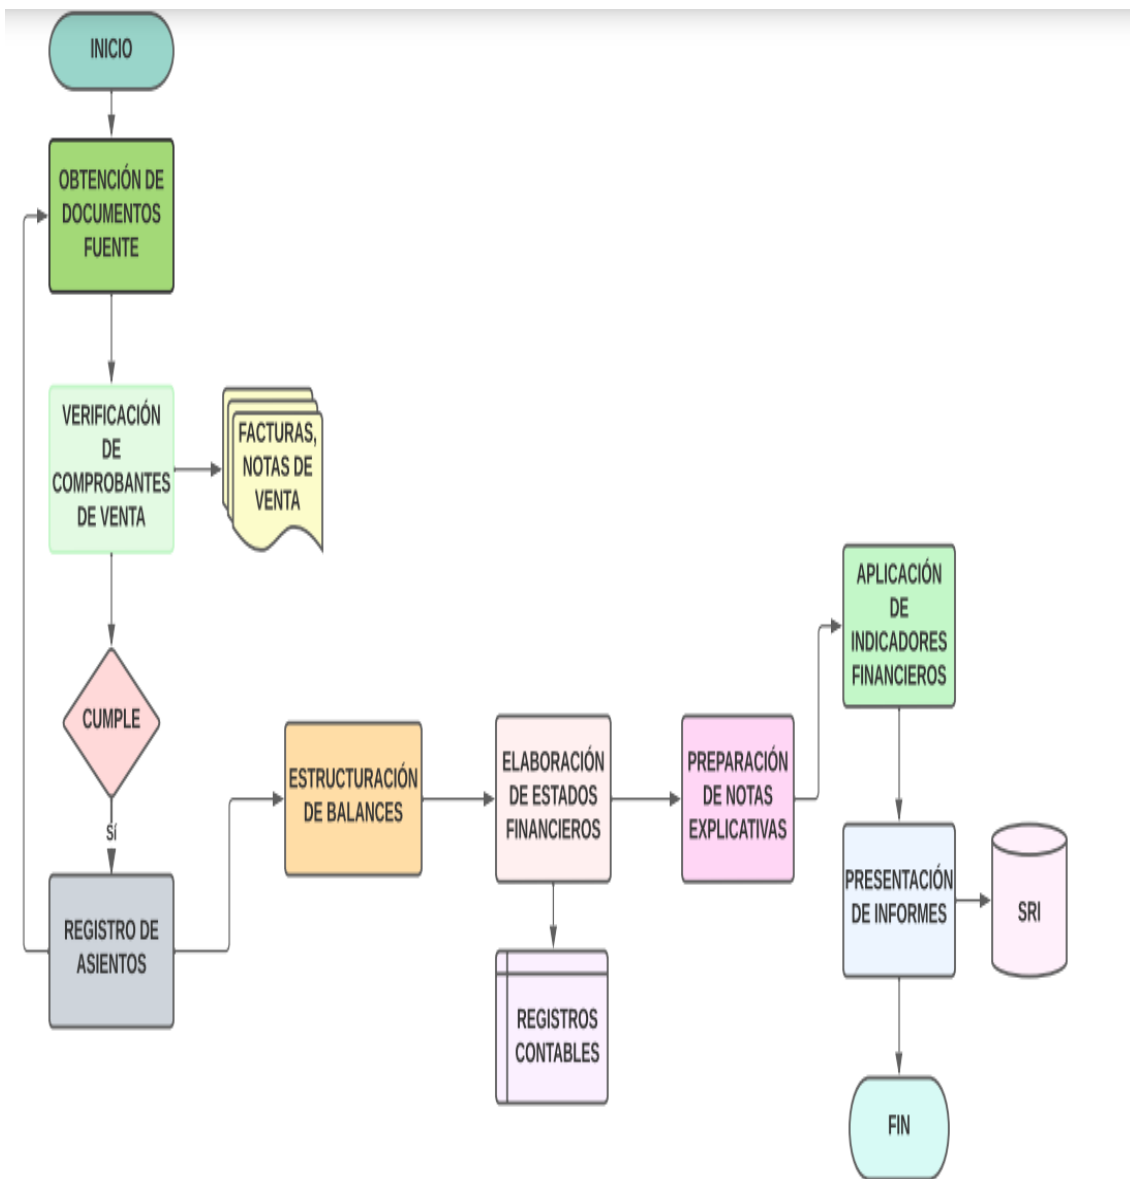 INICIO
OBTENCIÓN DE
DOCUMENTOS
FUENTE
VERIFICACIÓN
DE
COMPROBANTES
DE VENTA
FACTURAS,
NOTAS DE
VENTA
CUMPLE
Sí
REGISTRO DE
ASIENTOS
ESTRUCTURACIÓN
DE BALANCES
ELABORACIÓN
DE ESTADOS
FINANCIEROS
REGISTROS
CONTABLES
PREPARACIÓN
DE NOTAS
EXPLICATIVAS
APLICACIÓN
DE
INDICADORES
FINANCIEROS
PRESENTACIÓN
DE INFORMES
SRI
FIN